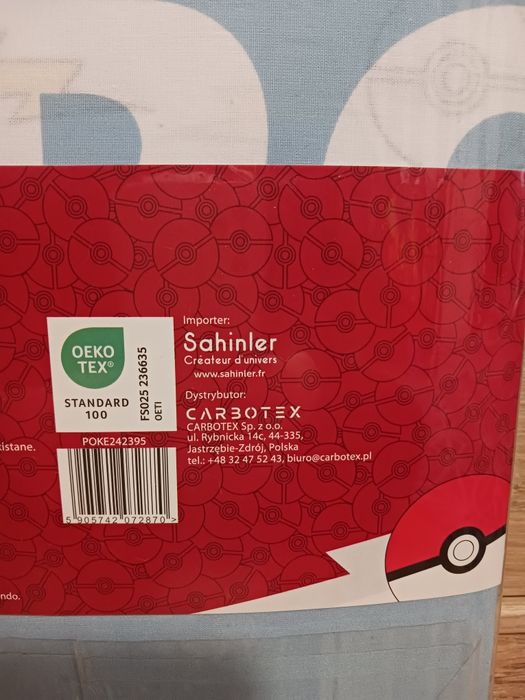 OEKO
TEX®
STANDARD
100
FS025 236635
OETI
Importer:
Sahinler
Créateur d'univers
www.sahinler.fr
Dystrybutor:
CARBOTEX
CARBOTEX Sp. z o.o.
ul. Rybnicka 14c, 44-335,
Jastrzębie-Zdrój, Polska
tel.: +48 32 47 52 43, biuro@carbotex.pl
kistane.
POKE242395
5 905742 072870 >
ndo.